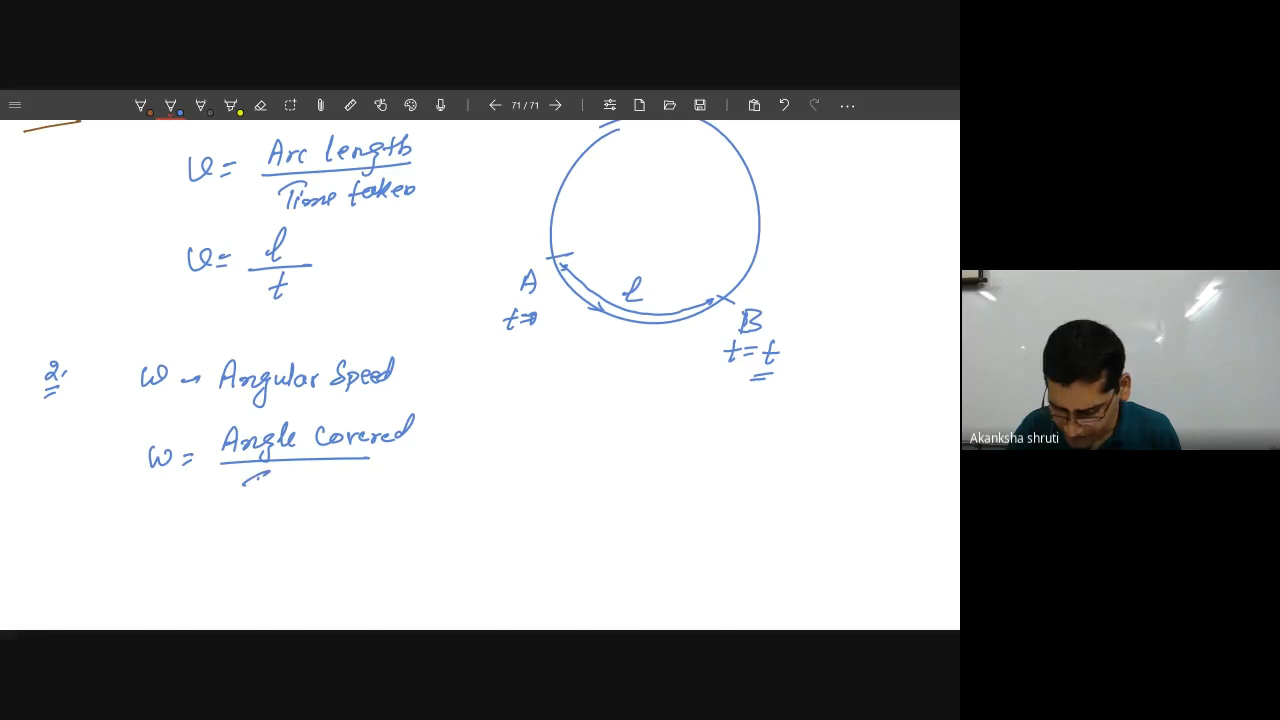 71 / 71
v = Arc length
Time taken
v = l
t
A
t=0
l
B
t = t
2.
ω → Angular Speed
ω = Angle Covered
Akanksha shruti